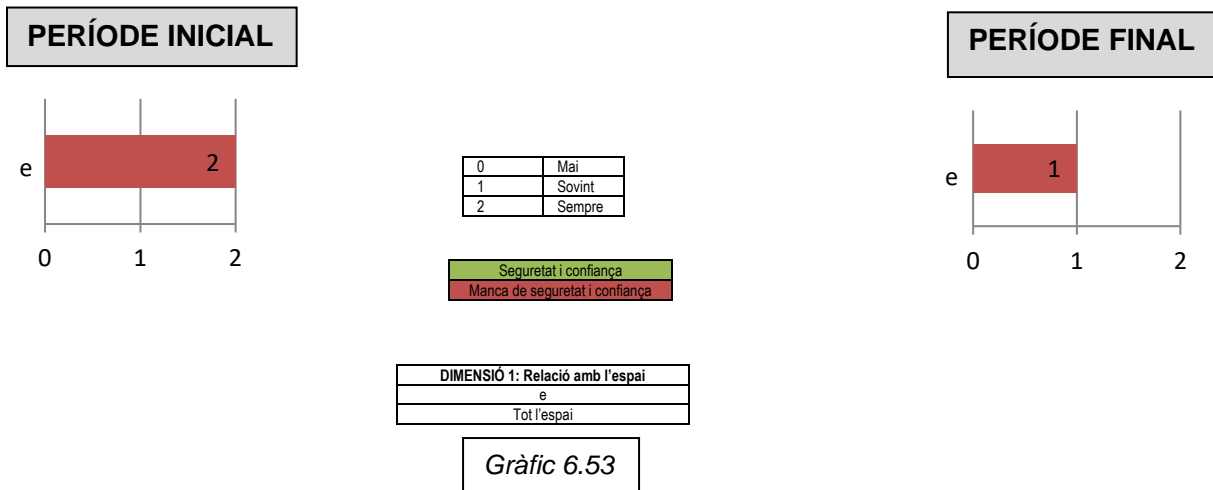 PERÍODE INICIAL
PERÍODE FINAL
e
2
0 1 2
0 Mai
1 Sovint
2 Sempre
Seguretat i confiança
Manca de seguretat i confiança
DIMENSIÓ 1: Relació amb l'espai
e
Tot l'espai
Gràfic 6.53
e
1
0 1 2